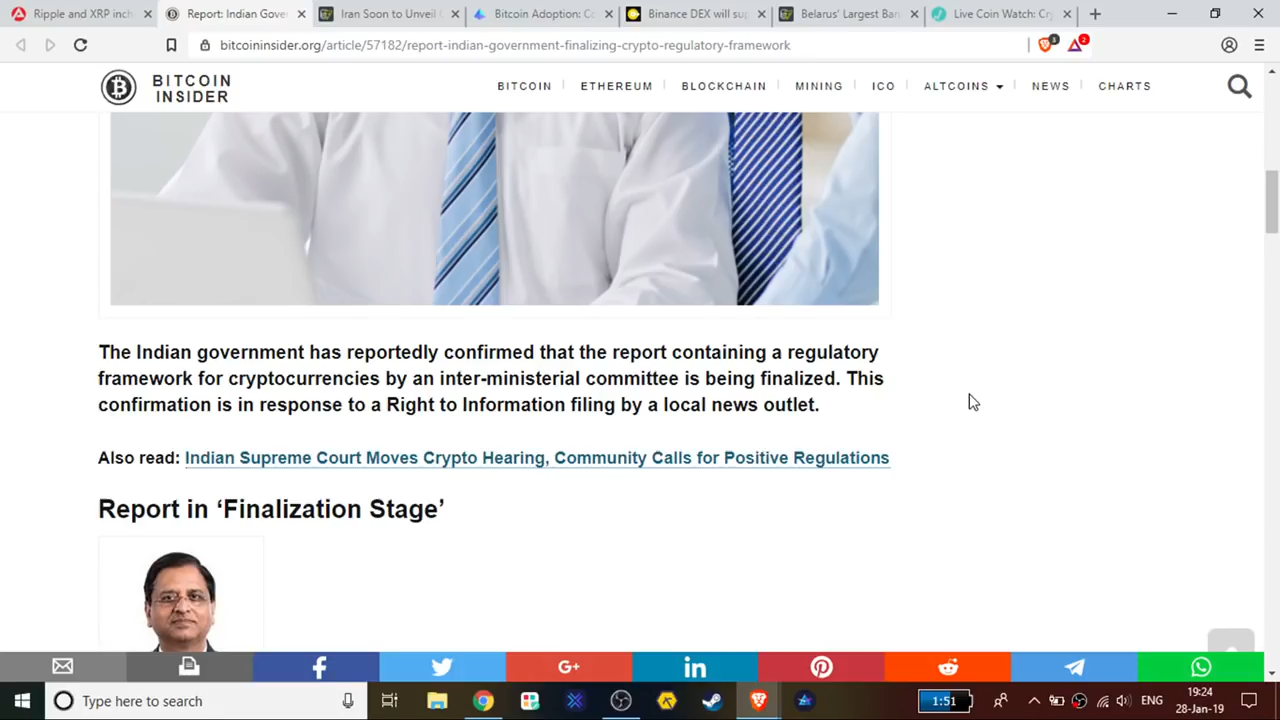 Ripple and XRP inch
Report: Indian Gove
Iran Soon to Unveil
Bitcoin Adoption: Co
Binance DEX will sup
Belarus' Largest Ban
Live Coin Watch: Cry
bitcoininsider.org/article/57182/report-indian-government-finalizing-crypto-regulatory-framework
3
2
BITCOIN
INSIDER
BITCOIN
ETHEREUM
BLOCKCHAIN
MINING
ICO
ALTCOINS
NEWS
CHARTS
The Indian government has reportedly confirmed that the report containing a regulatory
framework for cryptocurrencies by an inter-ministerial committee is being finalized. This
confirmation is in response to a Right to Information filing by a local news outlet.
Also read: Indian Supreme Court Moves Crypto Hearing, Community Calls for Positive Regulations
Report in ‘Finalization Stage’
Type here to search
1:51
ENG
19:24
28-Jan-19